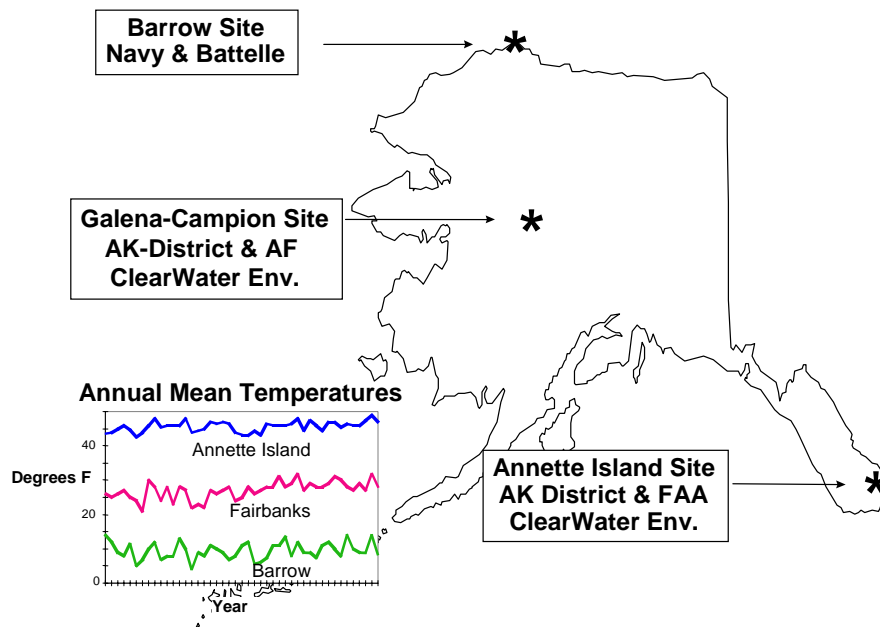 Barrow Site
Navy & Battelle
Galena-Campion Site
AK-District & AF
ClearWater Env.
Annual Mean Temperatures
40
Annette Island
Degrees F
Fairbanks
20
Barrow
0
Year
Annette Island Site
AK District & FAA
ClearWater Env.